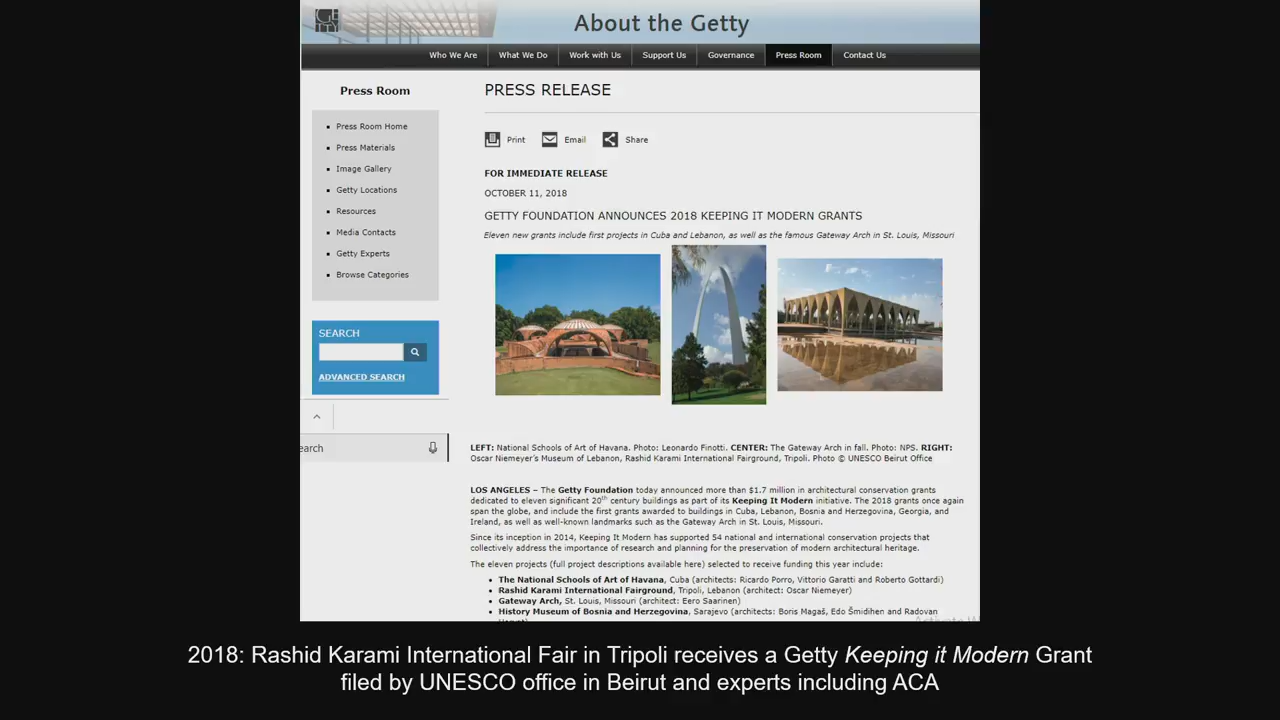 GE
TTY
About the Getty
Who We Are
What We Do
Work with Us
Support Us
Governance
Press Room
Contact Us
Press Room
Press Room Home
Press Materials
Image Gallery
Getty Locations
Resources
Media Contacts
Getty Experts
Browse Categories
SEARCH
ADVANCED SEARCH
earch
PRESS RELEASE
Print
Email
Share
FOR IMMEDIATE RELEASE
OCTOBER 11, 2018
GETTY FOUNDATION ANNOUNCES 2018 KEEPING IT MODERN GRANTS
Eleven new grants include first projects in Cuba and Lebanon, as well as the famous Gateway Arch in St. Louis, Missouri
LEFT: National Schools of Art of Havana. Photo: Leonardo Finotti. CENTER: The Gateway Arch in fall. Photo: NPS. RIGHT:
Oscar Niemeyer’s Museum of Lebanon, Rashid Karami International Fairground, Tripoli. Photo © UNESCO Beirut Office
LOS ANGELES – The Getty Foundation today announced more than $1.7 million in architectural conservation grants
dedicated to eleven significant 20th century buildings as part of its Keeping It Modern initiative. The 2018 grants once again
span the globe, and include the first grants awarded to buildings in Cuba, Lebanon, Bosnia and Herzegovina, Georgia, and
Ireland, as well as well-known landmarks such as the Gateway Arch in St. Louis, Missouri.
Since its inception in 2014, Keeping It Modern has supported 54 national and international conservation projects that
collectively address the importance of research and planning for the preservation of modern architectural heritage.
The eleven projects (full project descriptions available here) selected to receive funding this year include:
The National Schools of Art of Havana, Cuba (architects: Ricardo Porro, Vittorio Garatti and Roberto Gottardi)
Rashid Karami International Fairground, Tripoli, Lebanon (architect: Oscar Niemeyer)
Gateway Arch, St. Louis, Missouri (architect: Eero Saarinen)
History Museum of Bosnia and Herzegovina, Sarajevo (architects: Boris Magaš, Edo Šmidihen and Radovan
2018: Rashid Karami International Fair in Tripoli receives a Getty Keeping it Modern Grant
filed by UNESCO office in Beirut and experts including ACA